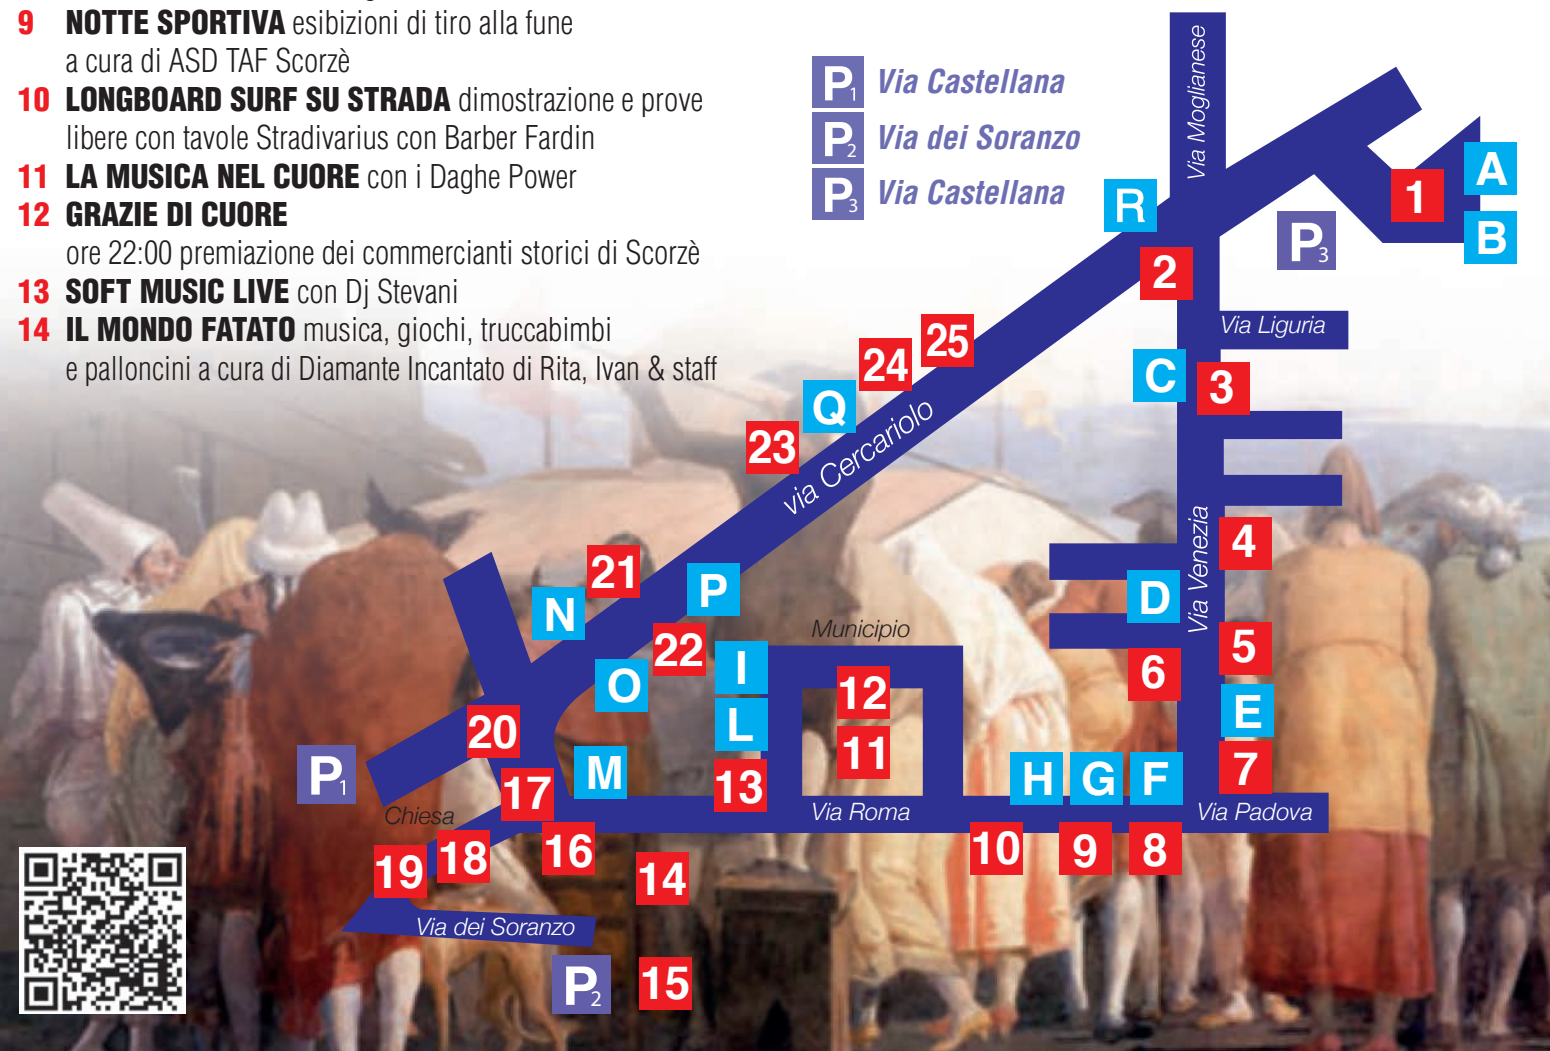 9 NOTTE SPORTIVA esibizioni di tiro alla fune
a cura di ASD TAF Scorzè
10 LONGBOARD SURF SU STRADA dimostrazione e prove
libere con tavole Stradivarius con Barber Fardin
11 LA MUSICA NEL CUORE con i Daghe Power
12 GRAZIE DI CUORE
ore 22:00 premiazione dei commercianti storici di Scorzè
13 SOFT MUSIC LIVE con Dj Stevani
14 IL MONDO FATATO musica, giochi, truccabimbi
e palloncini a cura di Diamante Incantato di Rita, Ivan & staff
P1 Via Castellana
P2 Via dei Soranzo
P3 Via Castellana
Via Moglianese
A
1
R
B
P3
2
Via Liguria
25
24
C
3
Q
23
via Cercariolo
4
Via Venezia
21
P
D
N
Municipio
22
5
I
6
O
12
E
L
20
11
7
P1
M
H
G
F
13
17
Chiesa
Via Roma
Via Padova
16
10
9
8
18
19
14
Via dei Soranzo
P2
15